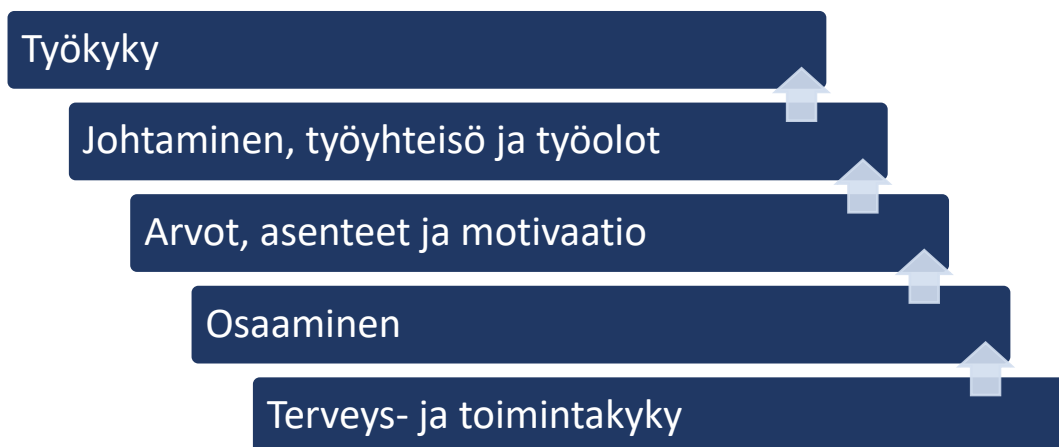 Työkyky
Johtaminen, työyhteisö ja työolot
Arvot, asenteet ja motivaatio
Osaaminen
Terveys- ja toimintakyky